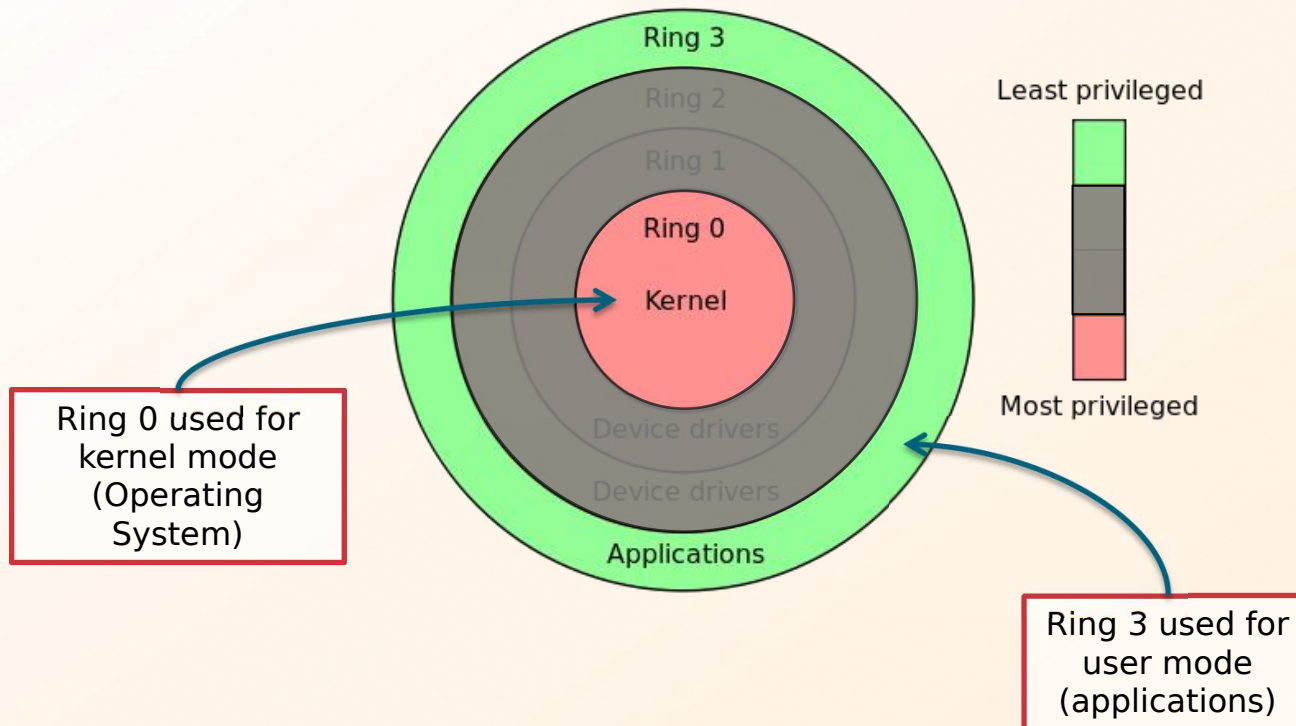 Ring 3
Ring 2
Ring 1
Ring 0
Kernel
Device drivers
Device drivers
Applications
Least privileged
Most privileged
Ring 0 used for
kernel mode
(Operating
System)
Ring 3 used for
user mode
(applications)